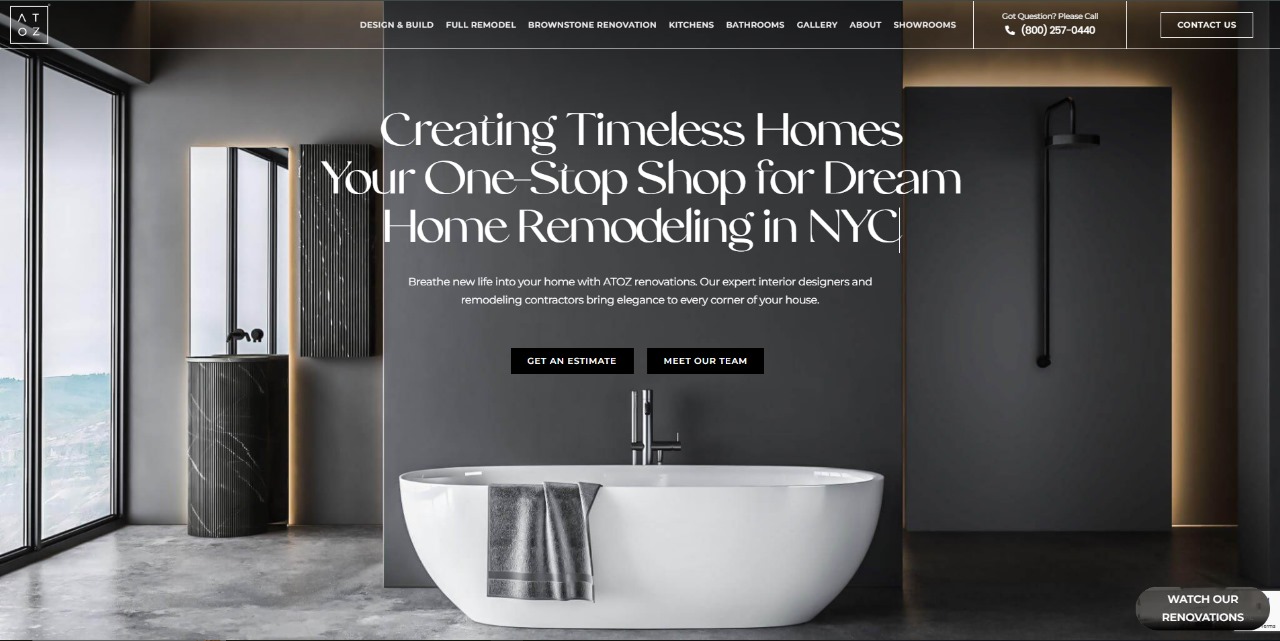 AT
OZ
DESIGN & BUILD FULL REMODEL BROWNSTONE RENOVATION KITCHENS BATHROOMS GALLERY ABOUT SHOWROOMS
Got Question? Please Call
(800) 257-0440
CONTACT US
Creating Timeless Homes
Your One-Stop Shop for Dream
Home Remodeling in NYC
Breathe new life into your home with ATOZ renovations. Our expert interior designers and
remodeling contractors bring elegance to every corner of your house.
GET AN ESTIMATE
MEET OUR TEAM
WATCH OUR
RENOVATIONS